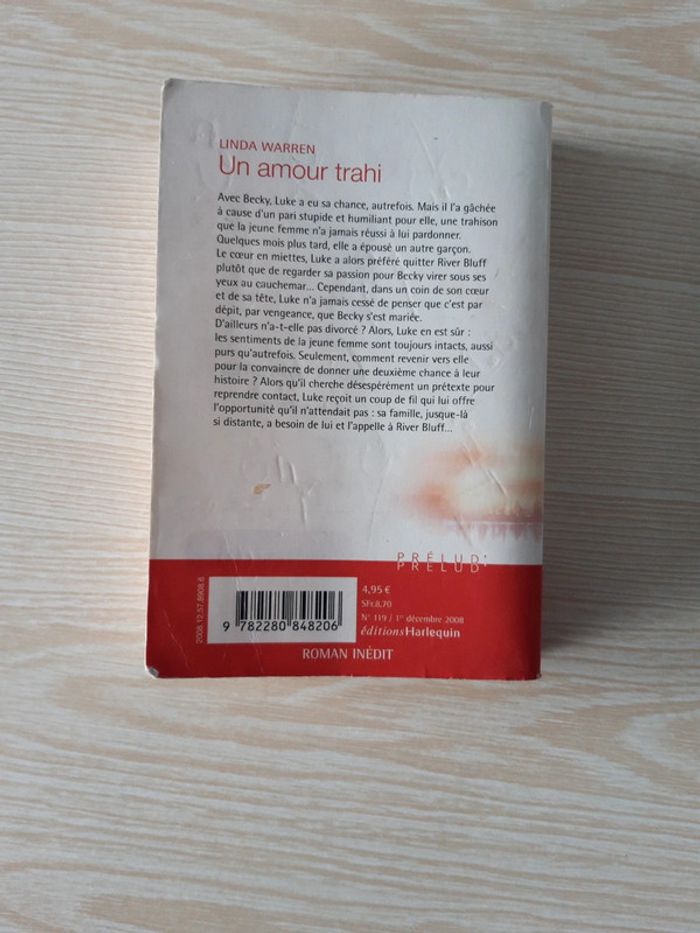 LINDA WARREN
Un amour trahi
Avec Becky, Luke a eu sa chance, autrefois. Mais il l'a gâchée
à cause d'un pari stupide et humiliant pour elle, une trahison
que la jeune femme n'a jamais réussi à lui pardonner.
Quelques mois plus tard, elle a épousé un autre garçon.
Le cœur en miettes, Luke a alors préféré quitter River Bluff
plutôt que de regarder sa passion pour Becky virer sous ses
yeux au cauchemar... Cependant, dans un coin de son cœur
et de sa tête, Luke n'a jamais cessé de penser que c'est par
dépit, par vengeance, que Becky s'est mariée.
D'ailleurs n'a-t-elle pas divorcé ? Alors, Luke en est sûr :
les sentiments de la jeune femme sont toujours intacts, aussi
purs qu'autrefois. Seulement, comment revenir vers elle
pour la convaincre de donner une deuxième chance à leur
histoire ? Alors qu'il cherche désespérément un prétexte pour
reprendre contact, Luke reçoit un coup de fil qui lui offre
l'opportunité qu'il n'attendait pas : sa famille, jusque-là
si distante, a besoin de lui et l'appelle à River Bluff...
PRÉLUD'
PRÉLUD'
2008.12.57.8908.6
9 782280 848206
4,95 €
SFr.8,70
N° 119 / 1er décembre 2008
éditions Harlequin
ROMAN INÉDIT